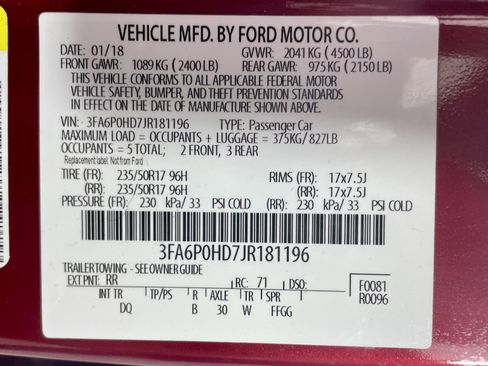 VEHICLE MFD. BY FORD MOTOR CO.
DATE: 01/18 GVWR: 2041 KG (4500 LB)
FRONT GAWR: 1089 KG (2400 LB) REAR GAWR: 975 KG (2150 LB)
THIS VEHICLE CONFORMS TO ALL APPLICABLE FEDERAL MOTOR
VEHICLE SAFETY, BUMPER, AND THEFT PREVENTION STANDARDS
IN EFFECT ON THE DATE OF MANUFACTURE SHOWN ABOVE.
VIN: 3FA6P0HD7JR181196 TYPE: Passenger Car
MAXIMUM LOAD = OCCUPANTS + LUGGAGE = 375KG/827LB
OCCUPANTS = 5 TOTAL; 2 FRONT, 3 REAR
Replacement label: Not from Ford
TIRE (FR): 235/50R17 96H RIMS (FR): 17x7.5J
(RR): 235/50R17 96H (RR): 17x7.5J
PRESSURE (FR): 230 kPa/ 33 PSI COLD (RR): 230 kPa/ 33 PSI COLD
3FA6P0HD7JR181196
TRAILER TOWING - SEE OWNER GUIDE
EXT PNT: RR RC: 71 DSO:
INT TR TP/PS R AXLE TR SPR
DQ B 30 W FFGG
F0081
R0096